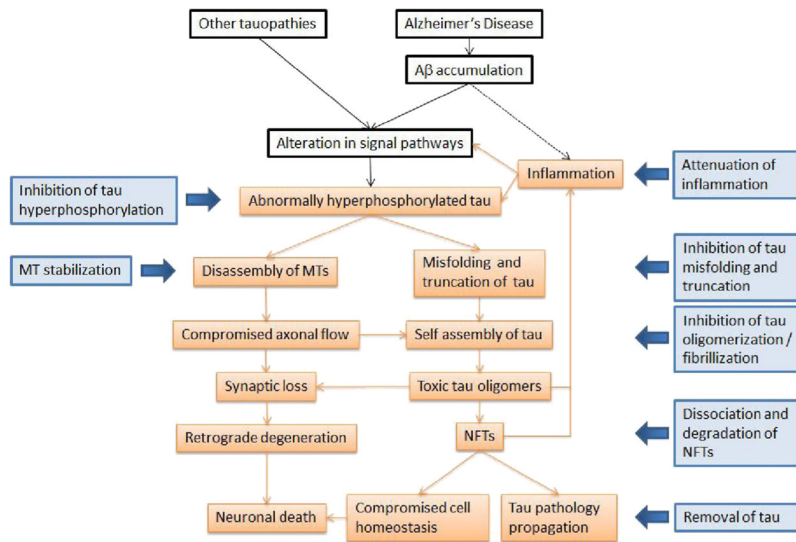 Other tauopathies
Alzheimer's Disease
Aβ accumulation
Alteration in signal pathways
Inflammation
Attenuation of
inflammation
Inhibition of tau
hyperphosphorylation
Abnormally hyperphosphorylated tau
MT stabilization
Disassembly of MTs
Misfolding and
truncation of tau
Inhibition of tau
misfolding and
truncation
Compromised axonal flow
Self assembly of tau
Inhibition of tau
oligomerization /
fibrillization
Synaptic loss
Toxic tau oligomers
Retrograde degeneration
NFTs
Dissociation and
degradation of
NFTs
Neuronal death
Compromised cell
homeostasis
Tau pathology
propagation
Removal of tau